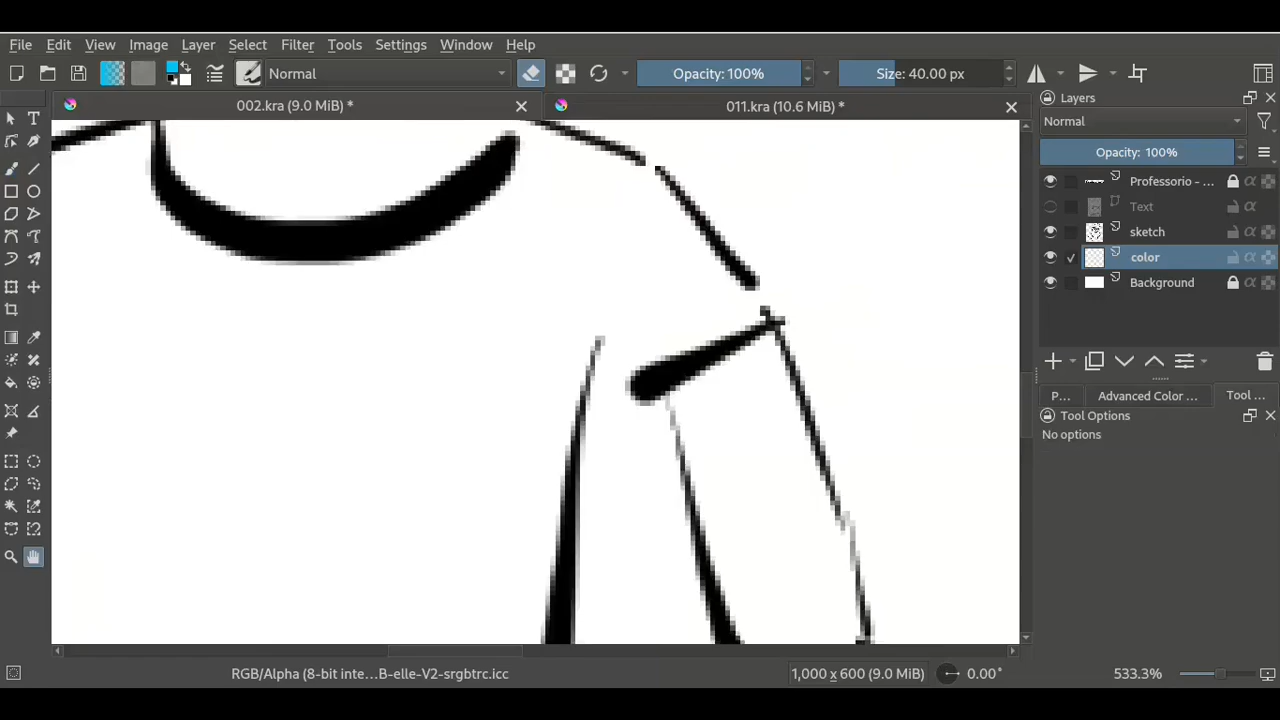 File Edit View Image Layer Select Filter Tools Settings Window Help
Normal Opacity: 100% Size: 40.00 px
002.kra (9.0 MiB) * 011.kra (10.6 MiB) *
Layers
Normal
Opacity: 100%
Professorio - ...
Text
sketch
color
Background
P... Advanced Color ... Tool ...
Tool Options
No options
RGB/Alpha (8-bit inte...B-elle-V2-srgbtrc.icc 1,000 x 600 (9.0 MiB) 0.00° 533.3%